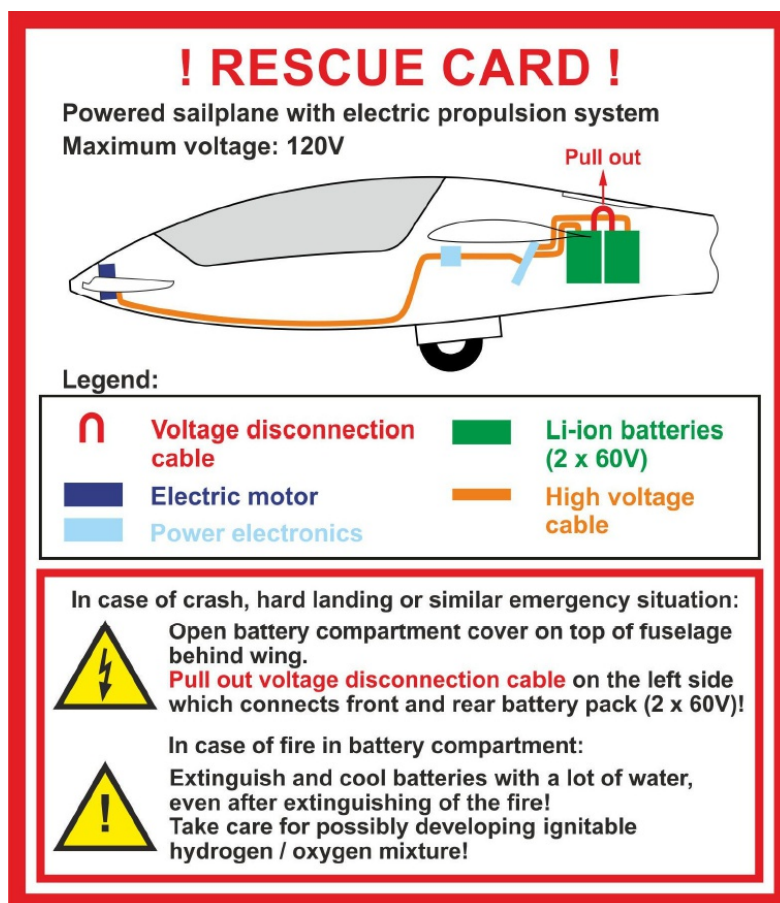 ! RESCUE CARD !
Powered sailplane with electric propulsion system
Maximum voltage: 120V
Pull out
Legend:
Voltage disconnection
cable
Li-ion batteries
(2 x 60V)
Electric motor
High voltage
cable
Power electronics
In case of crash, hard landing or similar emergency situation:
Open battery compartment cover on top of fuselage
behind wing.
Pull out voltage disconnection cable on the left side
which connects front and rear battery pack (2 x 60V)!
In case of fire in battery compartment:
!
Extinguish and cool batteries with a lot of water,
even after extinguishing of the fire!
Take care for possibly developing ignitable
hydrogen / oxygen mixture!